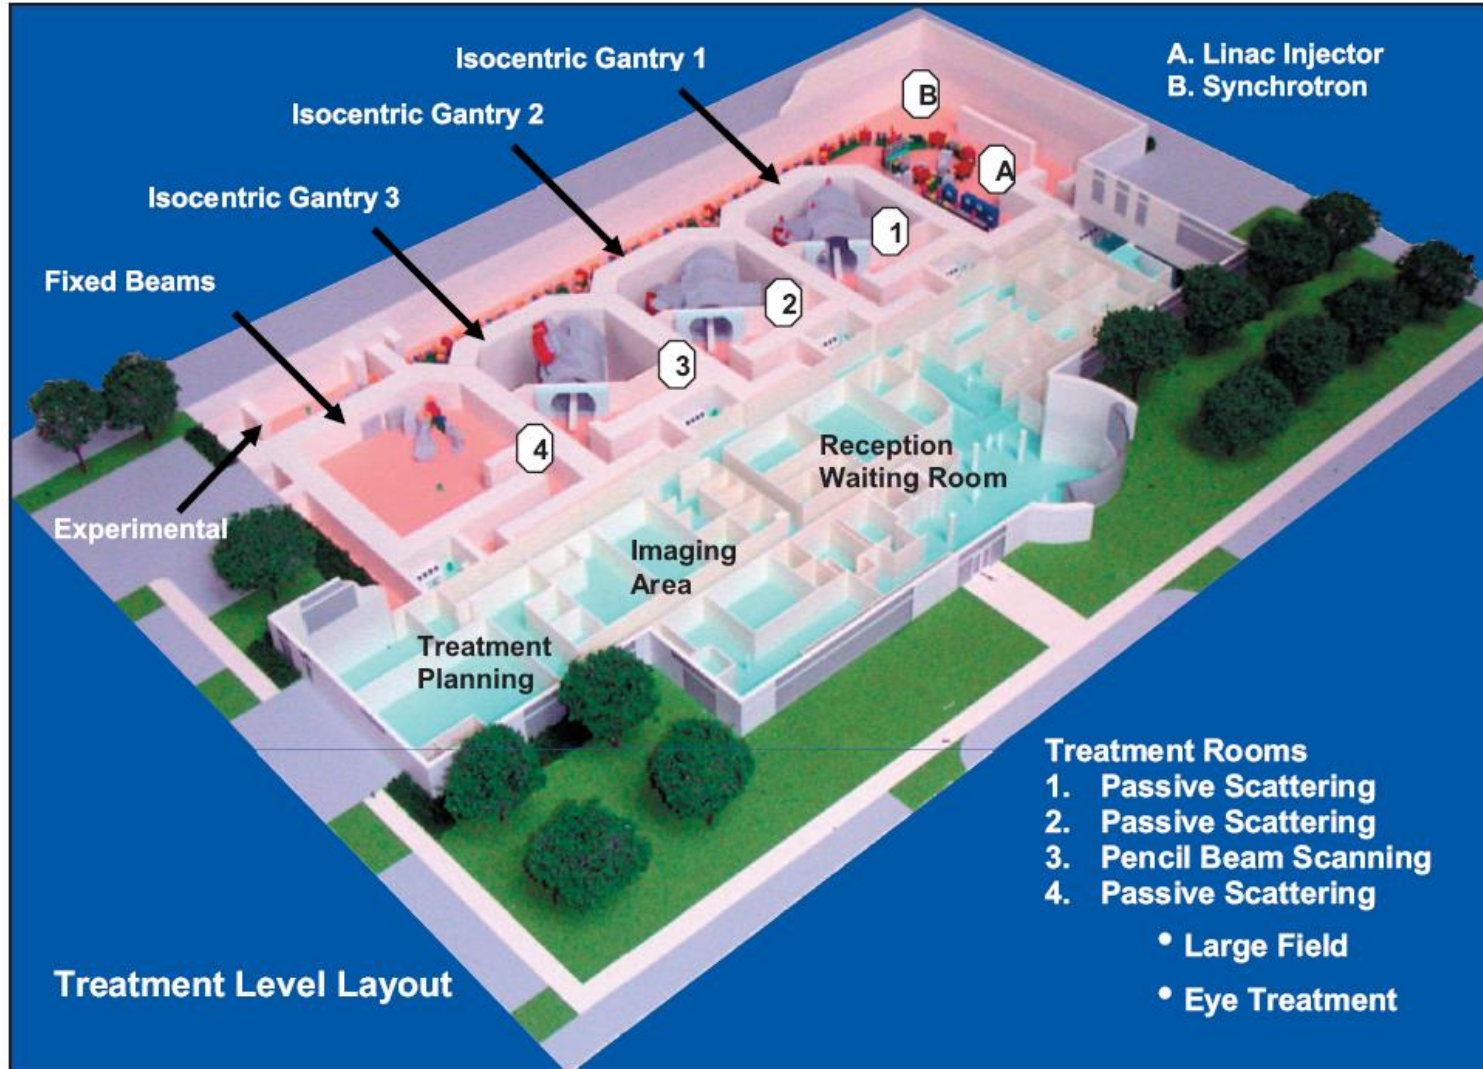 Isocentric Gantry 1
Isocentric Gantry 2
Isocentric Gantry 3
Fixed Beams
Experimental
A. Linac Injector
B. Synchrotron
B
A
1
2
3
4
Reception
Waiting Room
Imaging
Area
Treatment
Planning
Treatment Rooms
1. Passive Scattering
2. Passive Scattering
3. Pencil Beam Scanning
4. Passive Scattering
• Large Field
• Eye Treatment
Treatment Level Layout